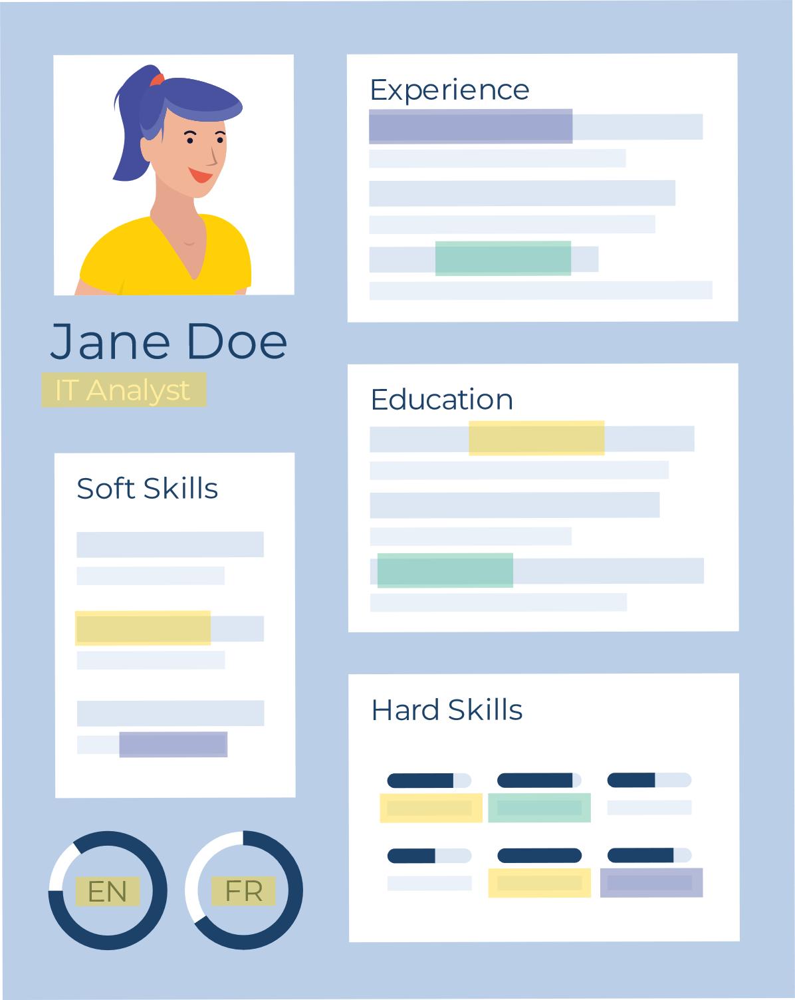 Jane Doe
IT Analyst
Soft Skills
EN
FR
Experience
Education
Hard Skills